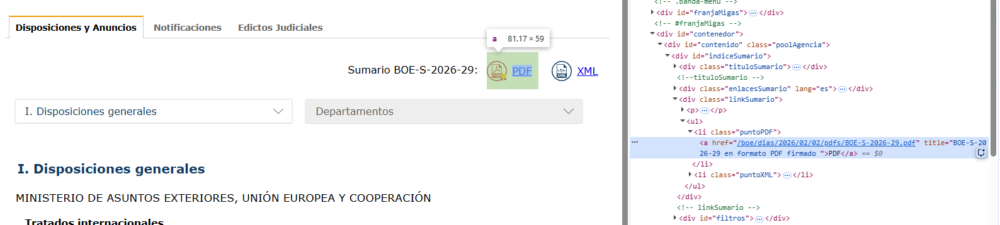 Disposiciones y Anuncios
Notificaciones
Edictos Judiciales
a 81.17 × 59
Sumario BOE-S-2026-29:
PDF
PDF
XML
XML
I. Disposiciones generales
Departamentos
I. Disposiciones generales
MINISTERIO DE ASUNTOS EXTERIORES, UNIÓN EUROPEA Y COOPERACIÓN
Tratados internacionales
<!-- .banda-menu -->
<div id="franjaMigas"> ⋯ </div>
<!-- #franjaMigas -->
<div id="contenedor">
<div id="contenido" class="poolAgencia">
<div id="indiceSumario">
<div class="tituloSumario"> ⋯ </div>
<!--tituloSumario -->
<div class="enlacesSumario" lang="es"> ⋯ </div>
<div class="linkSumario">
<p> ⋯ </p>
<ul>
<li class="puntoPDF">
<a href="/boe/dias/2026/02/02/pdfs/BOE-S-2026-29.pdf" title="BOE-S-20
26-29 en formato PDF firmado ">PDF</a> == $0
</li>
<li class="puntoXML"> ⋯ </li>
</ul>
</div>
<!-- linkSumario -->
<div id="filtros"> ⋯ </div>